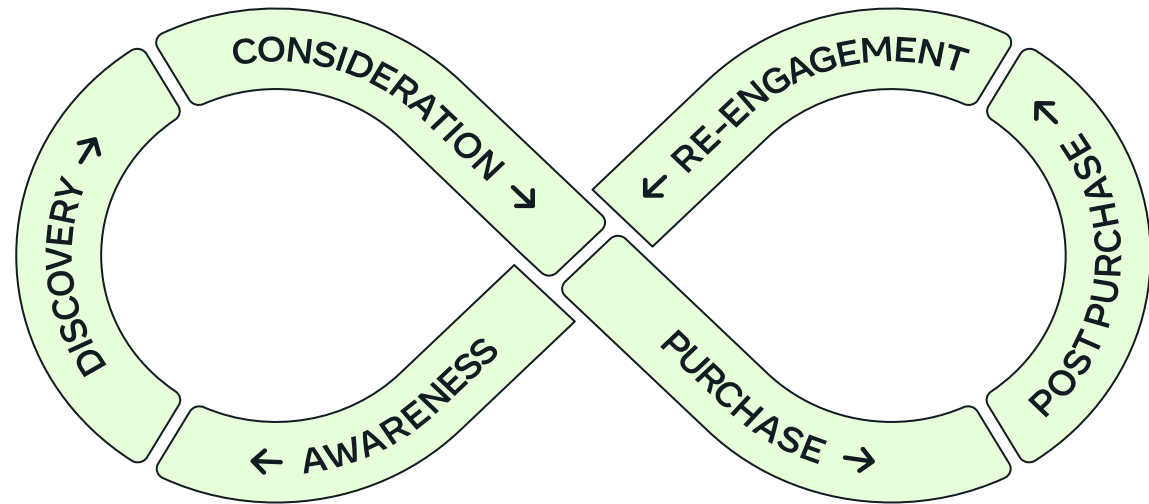 CONSIDERATION →
← RE-ENGAGEMENT
DISCOVERY →
POST PURCHASE →
← AWARENESS
PURCHASE →